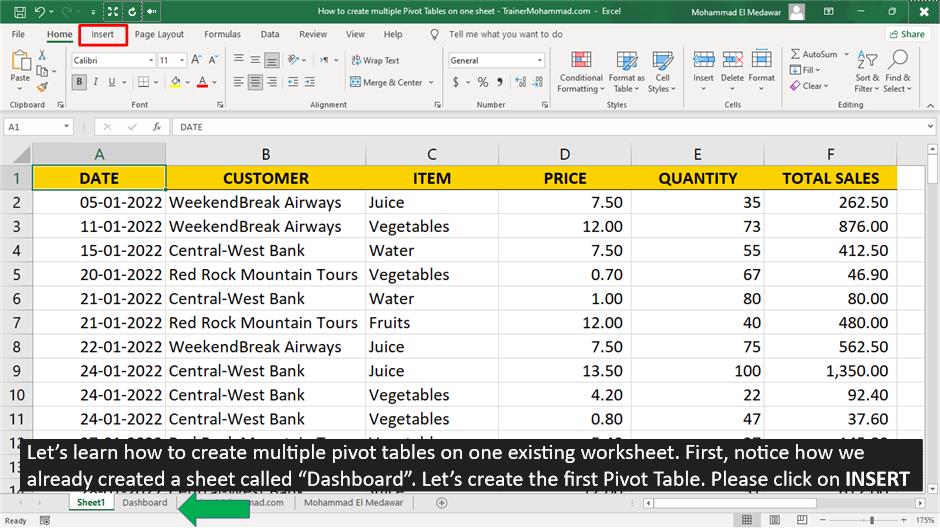 How to create multiple Pivot Tables on one sheet - TrainerMohammad.com - Excel
Mohammad El Medawar
File Home Insert Page Layout Formulas Data Review View Help Tell me what you want to do Share
Paste
Clipboard
Calibri 11
B I U
Font
Wrap Text
Merge & Center
Alignment
General
$ % ,
Number
Conditional Formatting
Format as Table
Cell Styles
Styles
Insert Delete Format
Cells
AutoSum
Fill
Clear
Sort & Filter
Find & Select
Editing
A1 fx DATE
A B C D E F
1 DATE CUSTOMER ITEM PRICE QUANTITY TOTAL SALES
2 05-01-2022 WeekendBreak Airways Juice 7.50 35 262.50
3 11-01-2022 WeekendBreak Airways Vegetables 12.00 73 876.00
4 15-01-2022 Central-West Bank Water 7.50 55 412.50
5 20-01-2022 Red Rock Mountain Tours Vegetables 0.70 67 46.90
6 21-01-2022 Central-West Bank Water 1.00 80 80.00
7 21-01-2022 Red Rock Mountain Tours Fruits 12.00 40 480.00
8 22-01-2022 WeekendBreak Airways Juice 7.50 75 562.50
9 24-01-2022 Central-West Bank Juice 13.50 100 1,350.00
10 24-01-2022 Central-West Bank Vegetables 4.20 22 92.40
11 24-01-2022 Central-West Bank Vegetables 0.80 47 37.60
Let's learn how to create multiple pivot tables on one existing worksheet. First, notice how we
already created a sheet called “Dashboard”. Let's create the first Pivot Table. Please click on INSERT
Sheet1 Dashboard Mohammad El Medawar
Ready 175%